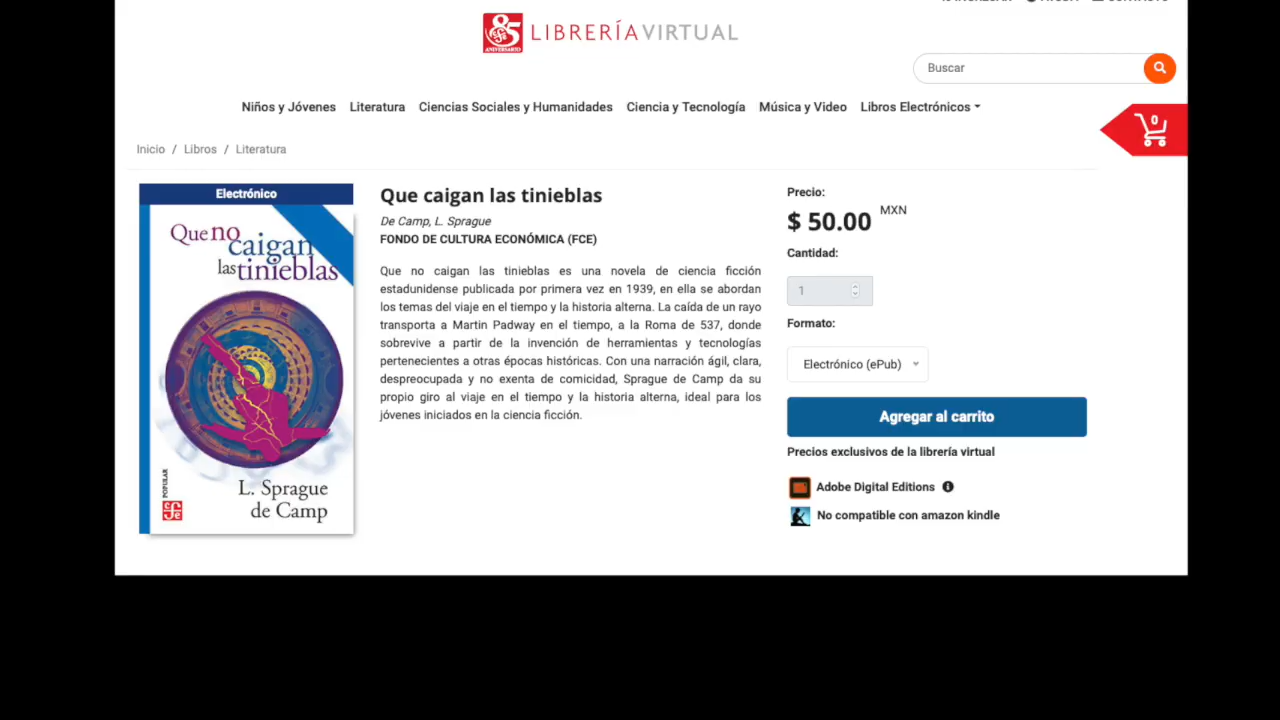 85
ANIVERSARIO
LIBRERÍAVIRTUAL
Buscar
Niños y Jóvenes Literatura Ciencias Sociales y Humanidades Ciencia y Tecnología Música y Video Libros Electrónicos
0
Inicio / Libros / Literatura
Electrónico
Que no
caigan
las tinieblas
POPULAR
L. Sprague
de Camp
Que caigan las tinieblas
De Camp, L. Sprague
FONDO DE CULTURA ECONÓMICA (FCE)
Que no caigan las tinieblas es una novela de ciencia ficción
estadunidense publicada por primera vez en 1939, en ella se abordan
los temas del viaje en el tiempo y la historia alterna. La caída de un rayo
transporta a Martin Padway en el tiempo, a la Roma de 537, donde
sobrevive a partir de la invención de herramientas y tecnologías
pertenecientes a otras épocas históricas. Con una narración ágil, clara,
despreocupada y no exenta de comicidad, Sprague de Camp da su
propio giro al viaje en el tiempo y la historia alterna, ideal para los
jóvenes iniciados en la ciencia ficción.
Precio:
$ 50.00 MXN
Cantidad:
1
Formato:
Electrónico (ePub)
Agregar al carrito
Precios exclusivos de la librería virtual
Adobe Digital Editions
No compatible con amazon kindle